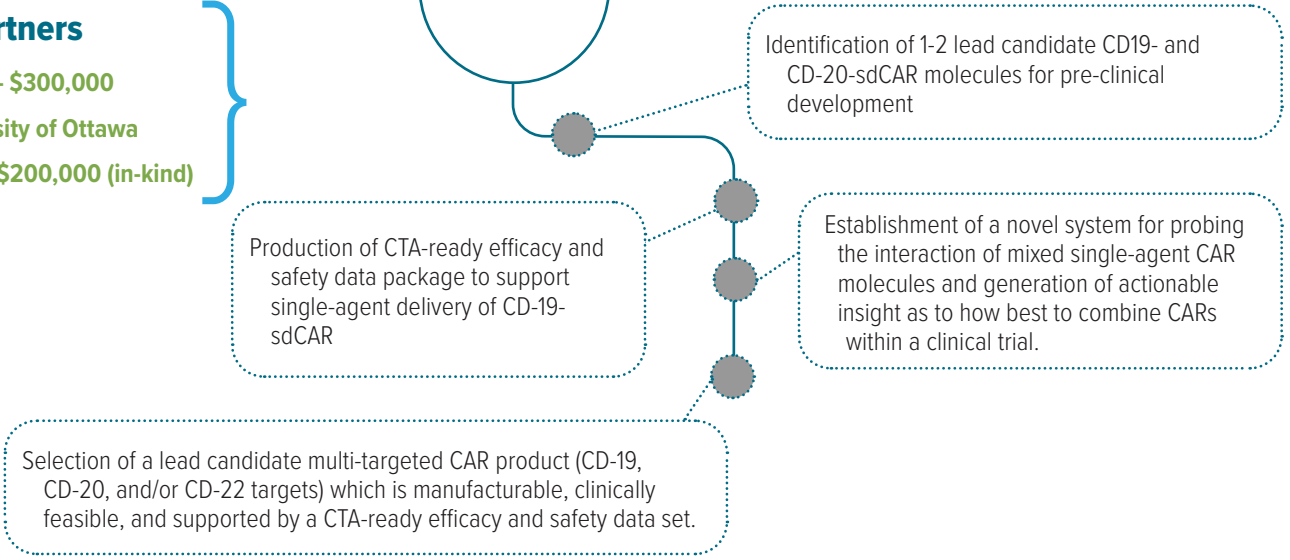 rtners
- $300,000
sity of Ottawa
$200,000 (in-kind)
Identification of 1-2 lead candidate CD19- and
CD-20-sdCAR molecules for pre-clinical
development
Production of CTA-ready efficacy and
safety data package to support
single-agent delivery of CD-19-
sdCAR
Establishment of a novel system for probing
the interaction of mixed single-agent CAR
molecules and generation of actionable
insight as to how best to combine CARs
within a clinical trial.
Selection of a lead candidate multi-targeted CAR product (CD-19,
CD-20, and/or CD-22 targets) which is manufacturable, clinically
feasible, and supported by a CTA-ready efficacy and safety data set.